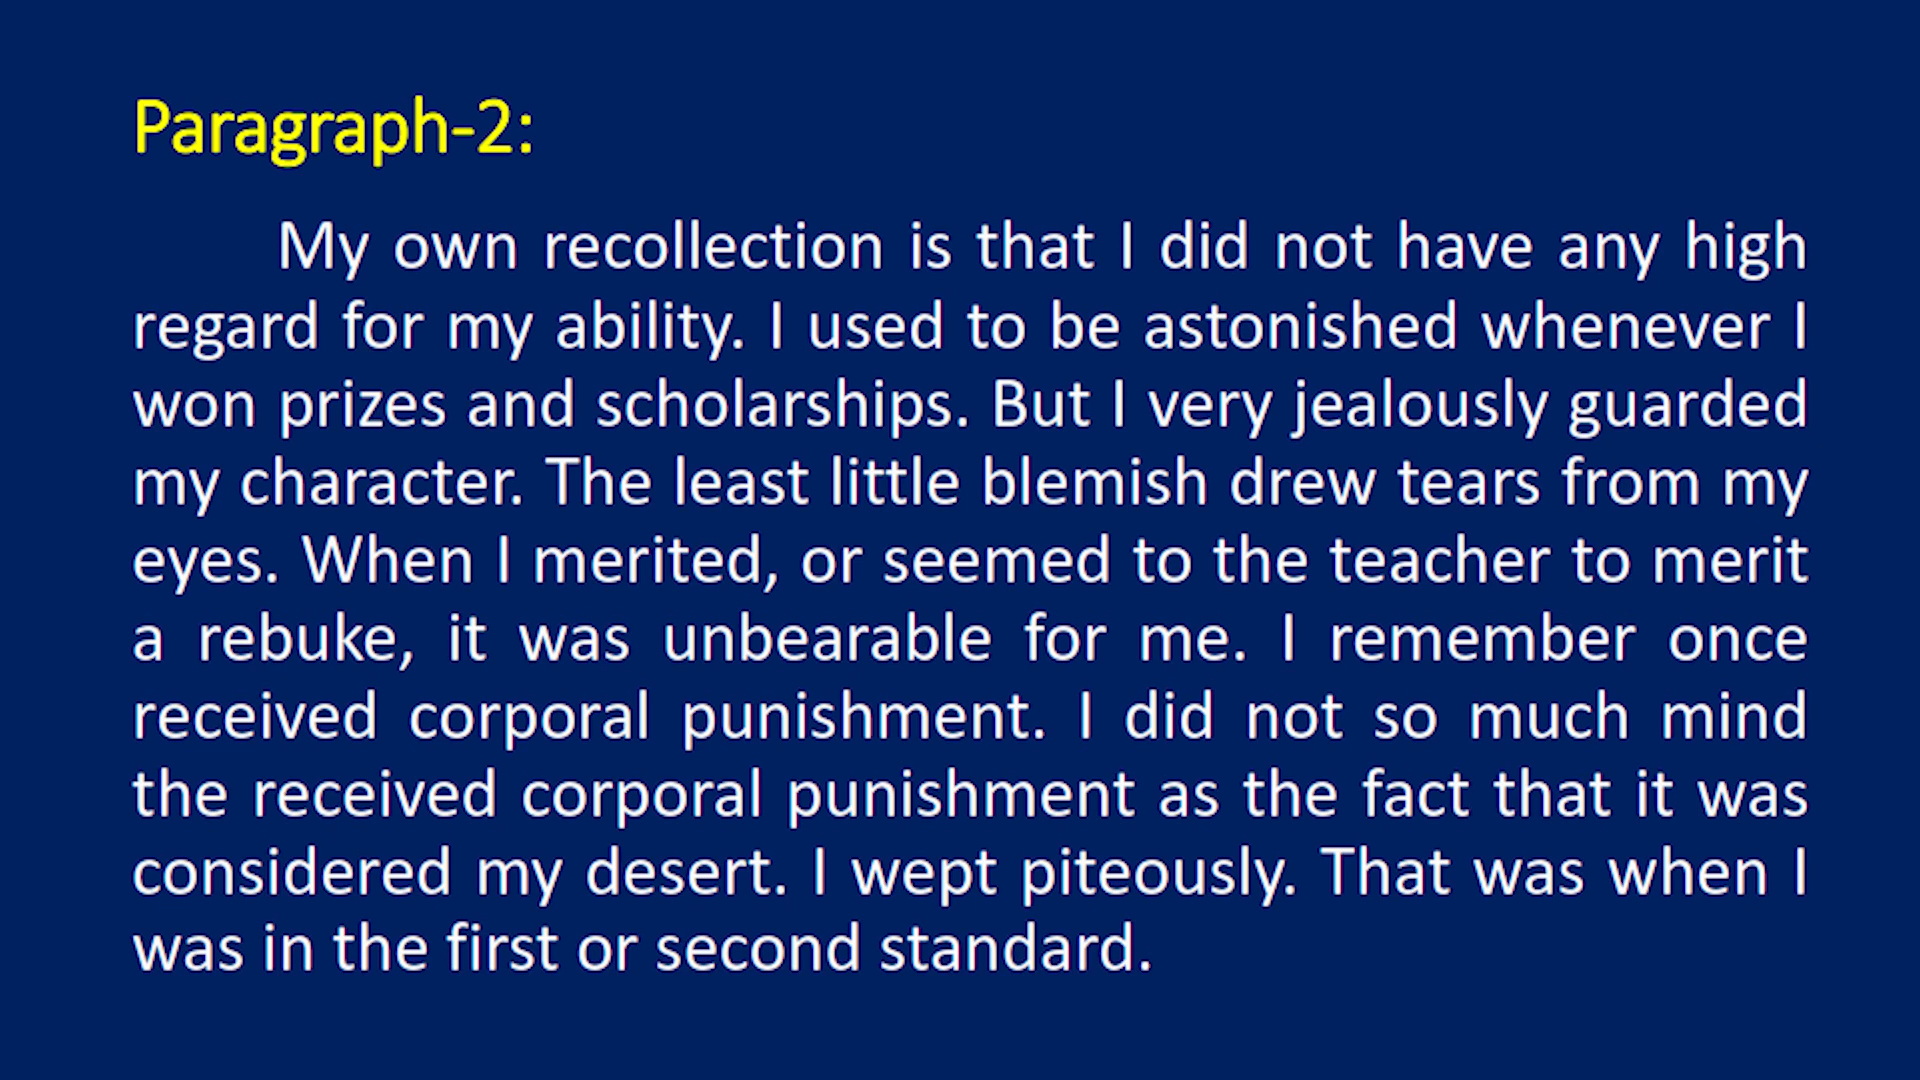 Paragraph-2:
My own recollection is that I did not have any high
regard for my ability. I used to be astonished whenever I
won prizes and scholarships. But I very jealously guarded
my character. The least little blemish drew tears from my
eyes. When I merited, or seemed to the teacher to merit
a rebuke, it was unbearable for me. I remember once
received corporal punishment. I did not so much mind
the received corporal punishment as the fact that it was
considered my desert. I wept piteously. That was when I
was in the first or second standard.